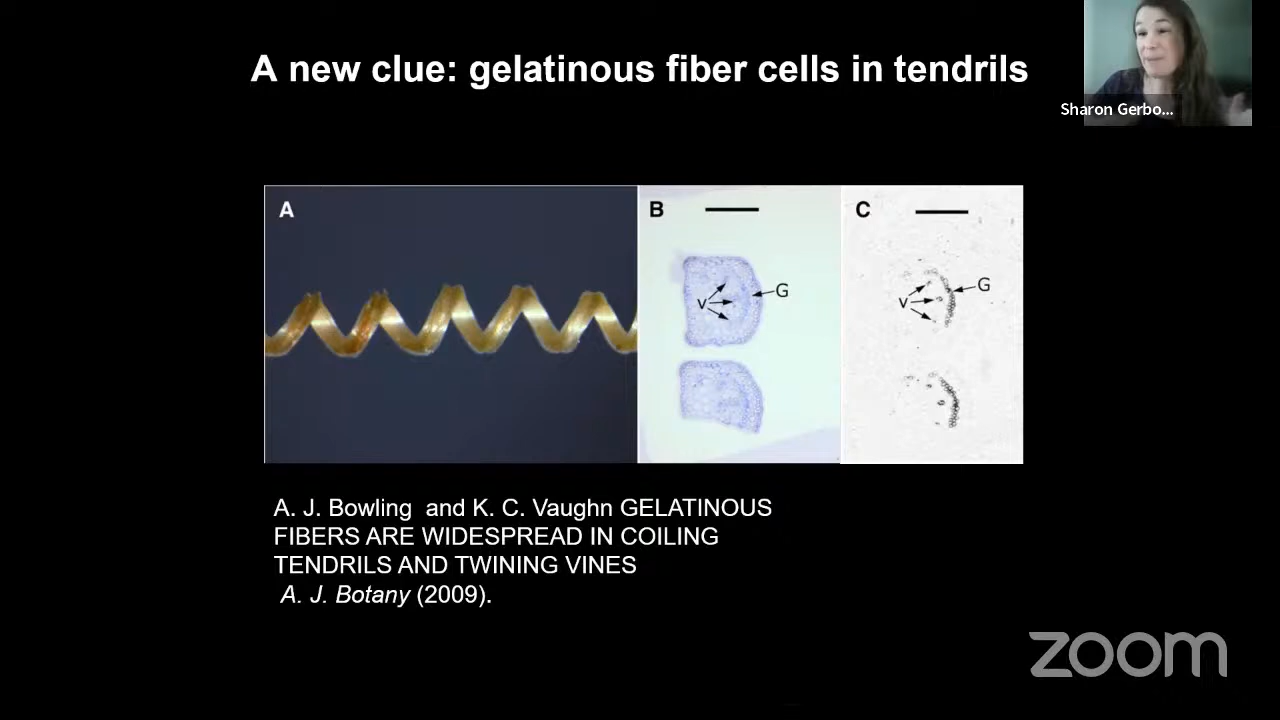 A new clue: gelatinous fiber cells in tendrils
Sharon Gerbo...
A
B
C
G
V
G
V
A. J. Bowling and K. C. Vaughn GELATINOUS
FIBERS ARE WIDESPREAD IN COILING
TENDRILS AND TWINING VINES
A. J. Botany (2009).
zoom